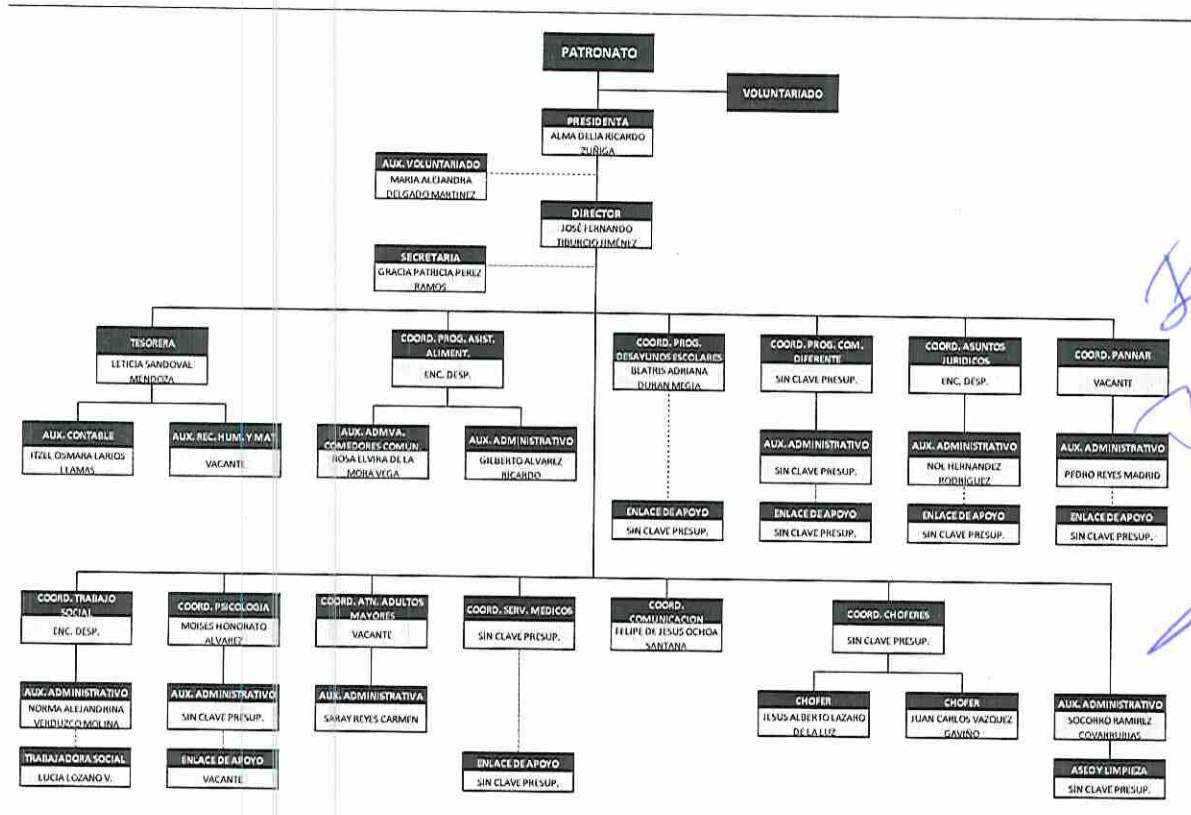 PATRONATO
VOLUNTARIADO
PRESIDENTA
ALMA DELIA RICARDO
ZUÑIGA
AUX. VOLUNTARIADO
MARIA ALEJANDRA
DELGADO MARTINEZ
DIRECTOR
JOSÉ FERNANDO
TIBURCIO JIMÉNEZ
SECRETARIA
GRACIA PATRICIA PEREZ
RAMOS
TESORERA
LETICIA SANDOVAL
MENDOZA
COORD. PROG. ASIST.
ALIMENT.
ENC. DESP.
COORD. PROG.
DESAYUNOS ESCOLARES
BEATRIS ADRIANA
DURAN MEGIA
COORD. PROG. COM.
DIFERENTE
SIN CLAVE PRESUP.
COORD. ASUNTOS
JURIDICOS
ENC. DESP.
COORD. PANNAR
VACANTE
AUX. CONTABLE
ITZEL OSMARA LARIOS
LLAMAS
AUX. REC. HUM. Y MAT
VACANTE
AUX. ADMVA.
COMEDORES COMUN.
ROSA ELVIRA DE LA
MORA VEGA
AUX. ADMINISTRATIVO
GILBERTO ALVAREZ
RICARDO
AUX. ADMINISTRATIVO
SIN CLAVE PRESUP.
AUX. ADMINISTRATIVO
NOE HERNANDEZ
RODRÍGUEZ
AUX. ADMINISTRATIVO
PEDRO REYES MADRID
ENLACE DE APOYO
SIN CLAVE PRESUP.
ENLACE DE APOYO
SIN CLAVE PRESUP.
ENLACE DE APOYO
SIN CLAVE PRESUP.
ENLACE DE APOYO
SIN CLAVE PRESUP.
COORD. TRABAJO
SOCIAL
ENC. DESP.
COORD. PSICOLOGIA
MOISES HONORATO
ALVAREZ
COORD. ATN. ADULTOS
MAYORES
VACANTE
COORD. SERV. MEDICOS
SIN CLAVE PRESUP.
COORD.
COMUNICACION
FELIPE DE JESUS OCHOA
SANTANA
COORD. CHOFERES
SIN CLAVE PRESUP.
AUX. ADMINISTRATIVO
NORMA ALEJANDRINA
VERDUZCO MOLINA
AUX. ADMINISTRATIVO
SIN CLAVE PRESUP.
AUX. ADMINISTRATIVA
SARAY REYES CARMEN
CHOFER
JESUS ALBERTO LAZARO
DE LA LUZ
CHOFER
JUAN CARLOS VAZQUEZ
GAVIÑO
AUX. ADMINISTRATIVO
SOCORRO RAMIREZ
COVARRUBIAS
TRABAJADORA SOCIAL
LUCIA LOZANO V.
ENLACE DE APOYO
VACANTE
ENLACE DE APOYO
SIN CLAVE PRESUP.
ASEO Y LIMPIEZA
SIN CLAVE PRESUP.